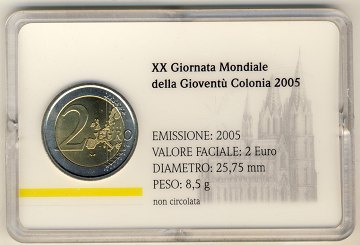 XX Giornata Mondiale
della Gioventù Colonia 2005
2 EURO
EMISSIONE: 2005
VALORE FACIALE: 2 Euro
DIAMETRO: 25,75 mm
PESO: 8,5 g
non circolata